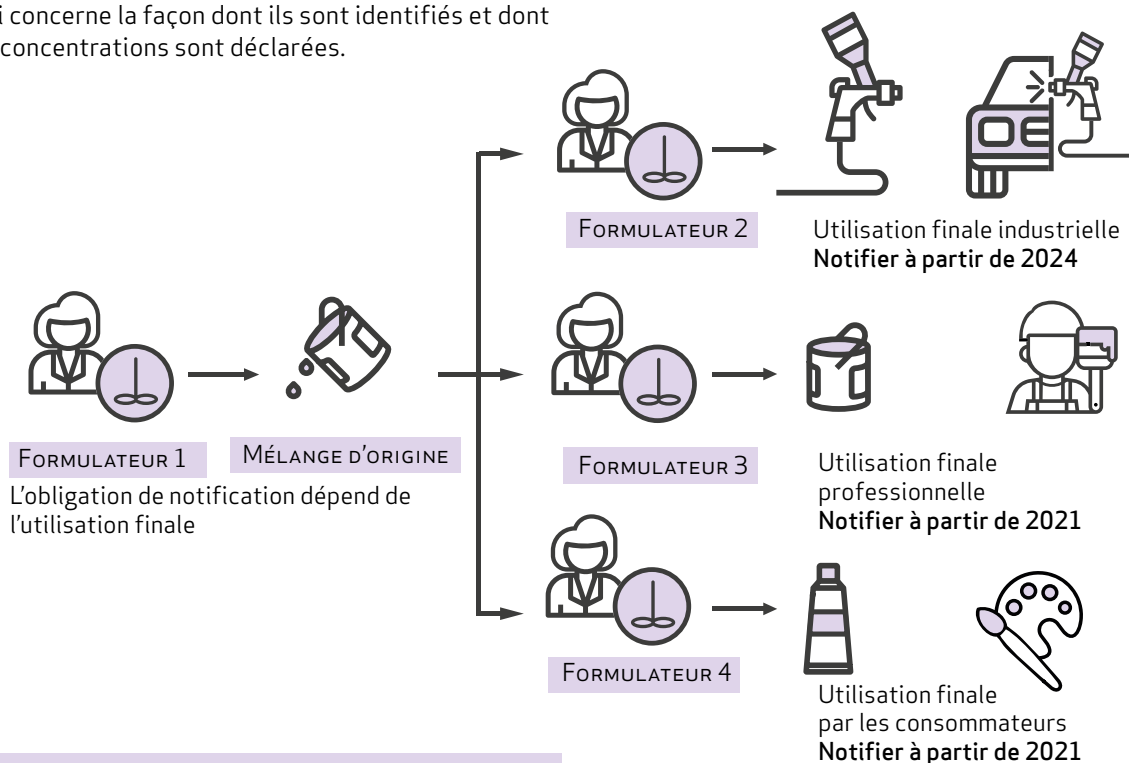 i concerne la façon dont ils sont identifiés et dont
concentrations sont déclarées.
FORMULATEUR 2
Utilisation finale industrielle
Notifier à partir de 2024
FORMULATEUR 1
MÉLANGE D'ORIGINE
L'obligation de notification dépend de
l'utilisation finale
FORMULATEUR 3
Utilisation finale
professionnelle
Notifier à partir de 2021
FORMULATEUR 4
Utilisation finale
par les consommateurs
Notifier à partir de 2021